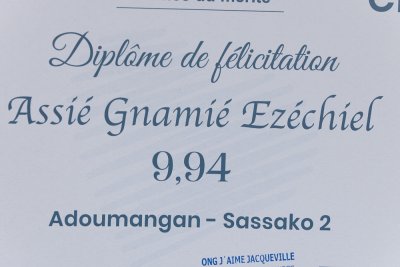 Diplôme de félicitation
Assié Gnamié Ezéchiel
9,94
Adoumangan - Sassako 2
ONG J'AIME JACQUEVILLE